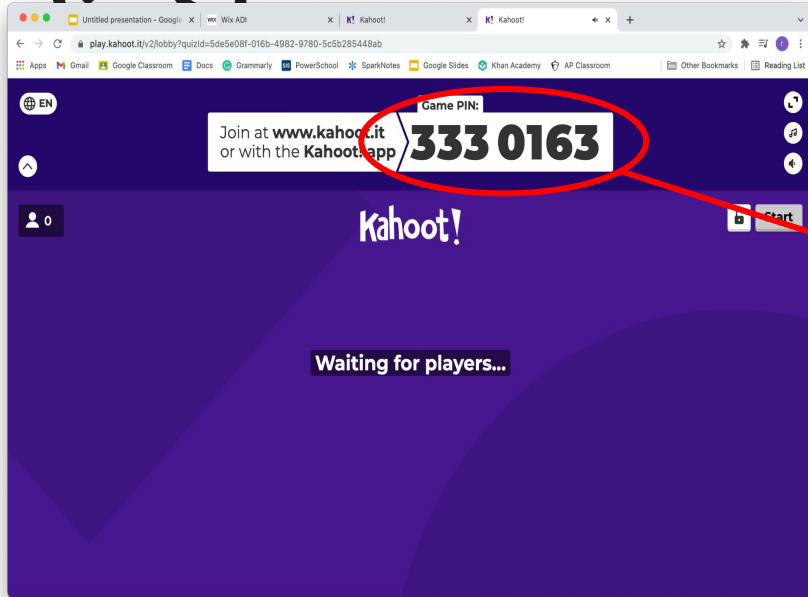 Untitled presentation - Google
WIX Wix ADI
K! Kahoot!
K! Kahoot!
play.kahoot.it/v2/lobby?quizId=5de5e08f-016b-4982-9780-5c5b285448ab
Apps Gmail Google Classroom Docs Grammarly SIS PowerSchool SparkNotes Google Slides Khan Academy AP Classroom Other Bookmarks Reading List
EN
Game PIN:
Join at www.kahoot.it
or with the Kahoot! app
333 0163
0
Kahoot!
Start
Waiting for players...